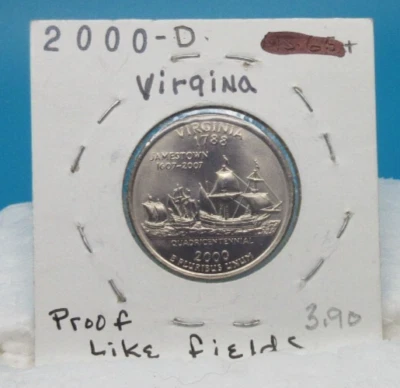 2000-D.
Virgina
VIRGINIA
1788
JAMESTOWN
1607-2007
QUADRICENTENNIAL
2000
E PLURIBUS UNUM
Proof
Like fields
3.90